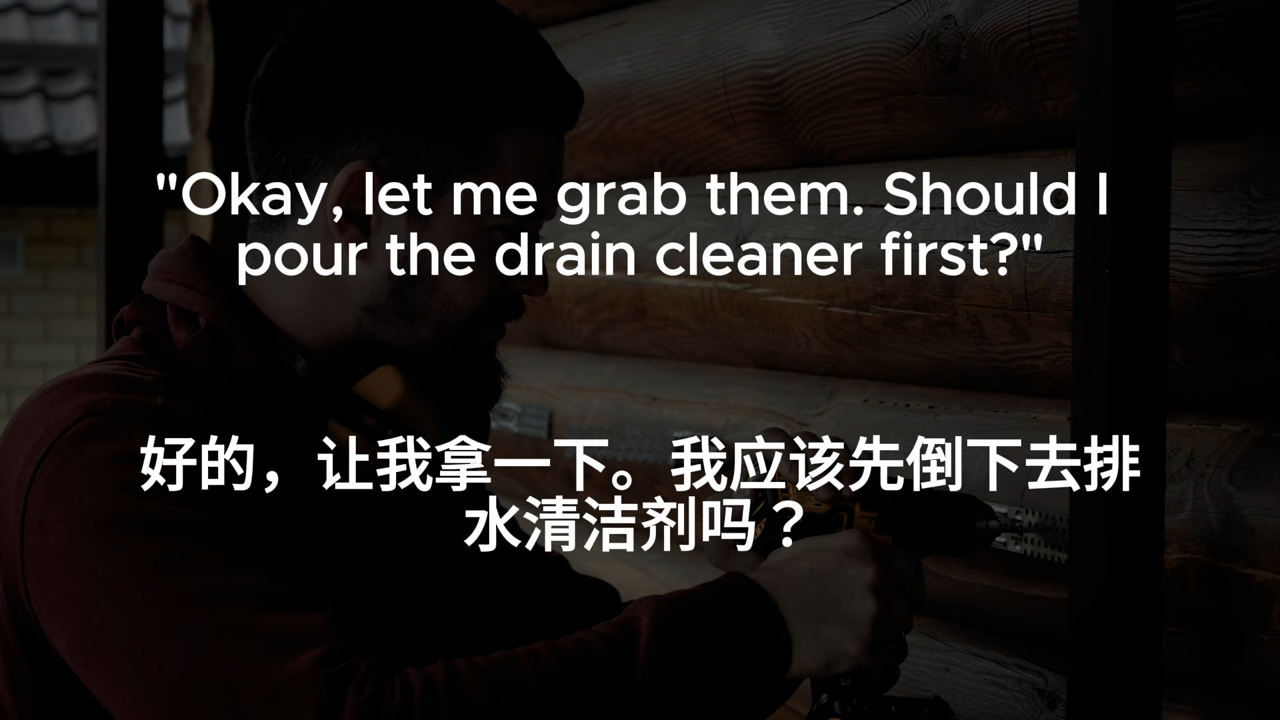 "Okay, let me grab them. Should I
pour the drain cleaner first?"
好的，让我拿一下。我应该先倒下去排
水清洁剂吗？